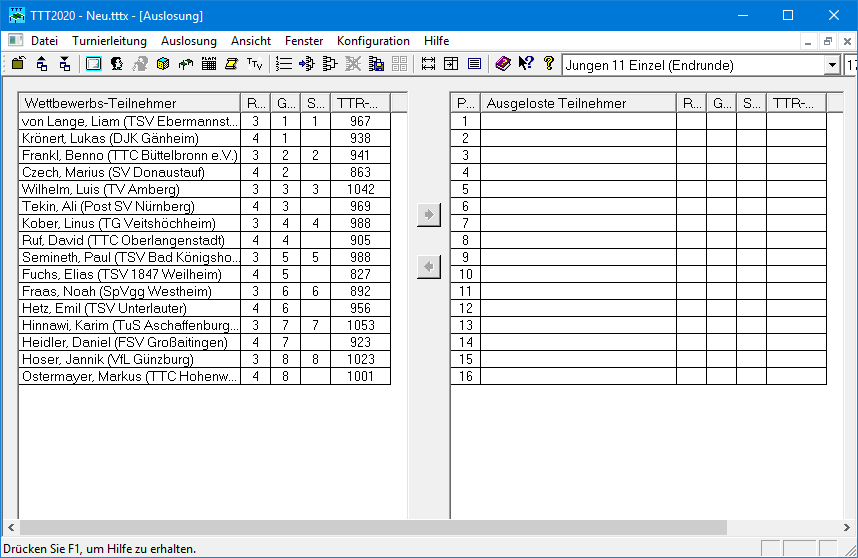 TTT2020 - Neu.tttx - [Auslosung]
Datei Turnierleitung Auslosung Ansicht Fenster Konfiguration Hilfe
Jungen 11 Einzel (Endrunde) 17
Wettbewerbs-Teilnehmer R... G... S... TTR-... P... Ausgeloste Teilnehmer R... G... S... TTR-...
von Lange, Liam (TSV Ebermannst... 3 1 1 967 1
Krönert, Lukas (DJK Gänheim) 4 1 938 2
Frankl, Benno (TTC Büttelbronn e.V.) 3 2 2 941 3
Czech, Marius (SV Donaustauf) 4 2 863 4
Wilhelm, Luis (TV Amberg) 3 3 3 1042 5
Tekin, Ali (Post SV Nürnberg) 4 3 969 6
Kober, Linus (TG Veitshöchheim) 3 4 4 988 7
Ruf, David (TTC Oberlangenstadt) 4 4 905 8
Semineth, Paul (TSV Bad Königsho... 3 5 5 988 9
Fuchs, Elias (TSV 1847 Weilheim) 4 5 827 10
Fraas, Noah (SpVgg Westheim) 3 6 6 892 11
Hetz, Emil (TSV Unterlauter) 4 6 956 12
Hinnawi, Karim (TuS Aschaffenburg... 3 7 7 1053 13
Heidler, Daniel (FSV Großaitingen) 4 7 923 14
Hoser, Jannik (VfL Günzburg) 3 8 8 1023 15
Ostermayer, Markus (TTC Hohenw... 4 8 1001 16
Drücken Sie F1, um Hilfe zu erhalten.